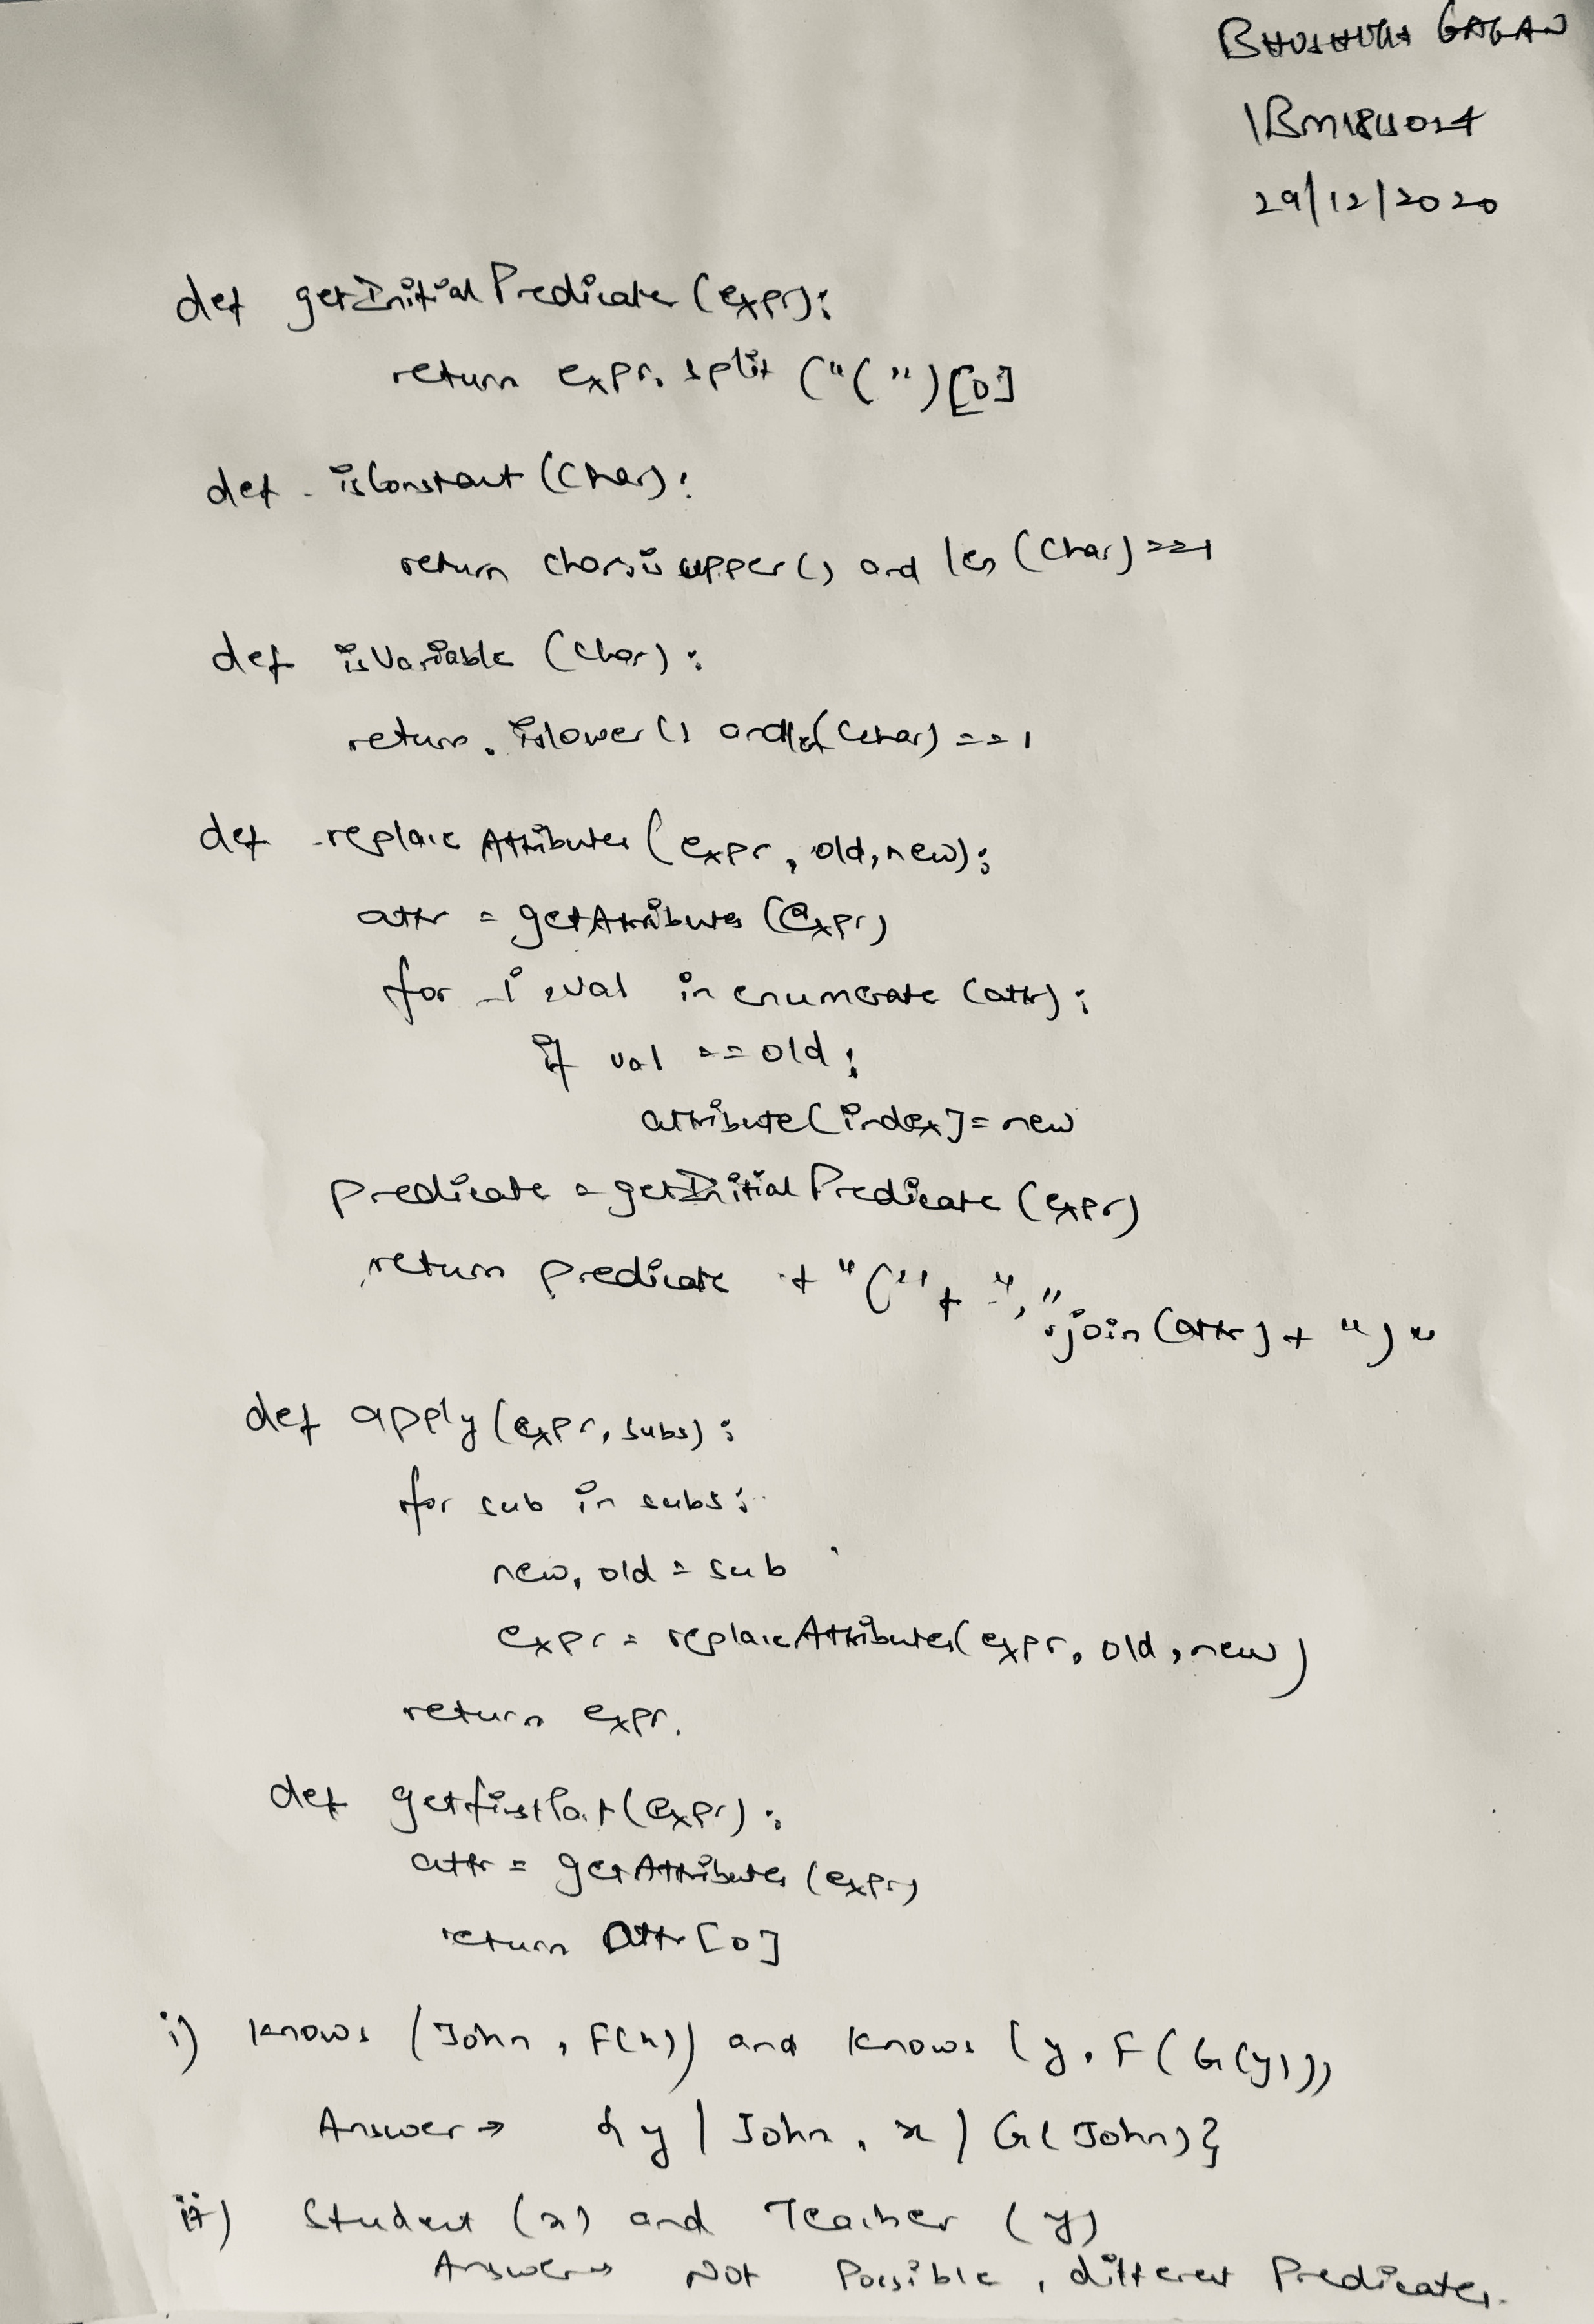 GAGAN
29/12/2020
def getInitialPredicate (expr):
return expr. split ("(")[0]
def isConstant (Char):
return char.isupper() and len (Char) ==1
def isVariable (Char):
return. islower() and len(Char) ==1
def replace Attributes (expr, old, new):
attr = getAttributes (expr)
for i, val in enumerate (attr):
if val == old:
attribute[index] = new
predicate = getInitial Predicate (expr)
return predicate + "(" + ",".join (attr) + ")"
def apply (expr, subs):
for sub in subs:
new, old = sub
expr = replaceAttributes(expr, old, new)
return expr.
def getfirstPart(expr):
attr = getAttributes (expr)
return attr [0]
i) knows (John, F(x)) and knows (y, F(G(y)))
Answer → {y / John, x / G(John)}
ii) Student (x) and Teacher (y)
Answer → Not Possible, different Predicates.